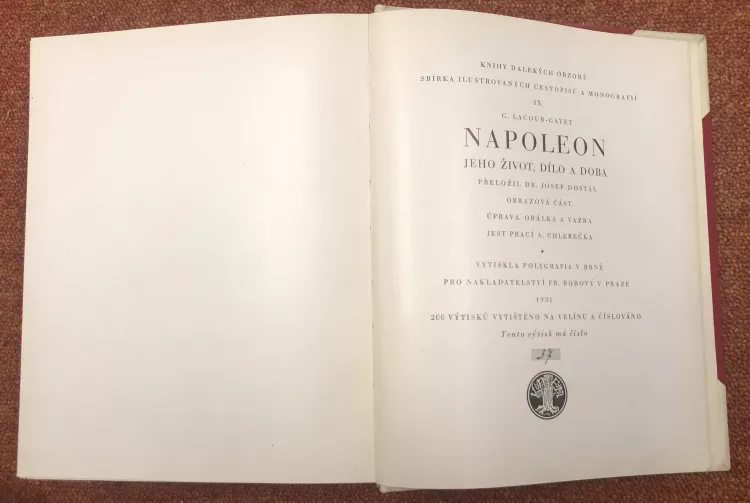 KNIHY DALEKÝCH OBZORŮ
SBÍRKA ILUSTROVANÝCH CESTOPISŮ A MONOGRAFIÍ
IX
G. LACOUR-GAYET
NAPOLEON
JEHO ŽIVOT, DÍLO A DOBA
PŘELOŽIL DR. JOSEF DOSTÁL
OBRAZOVÁ ČÁST,
ÚPRAVA, OBÁLKA A VAZBA
JEST PRACÍ A. CHLEBEČKA
*
VYTISKLA POLYGRAFIA V BRNĚ
PRO NAKLADATELSTVÍ FR. BOROVÝ V PRAZE
1931
200 VÝTISKŮ VYTIŠTĚNO NA VELÍNU A ČÍSLOVÁNO
Tento výtisk má číslo
37